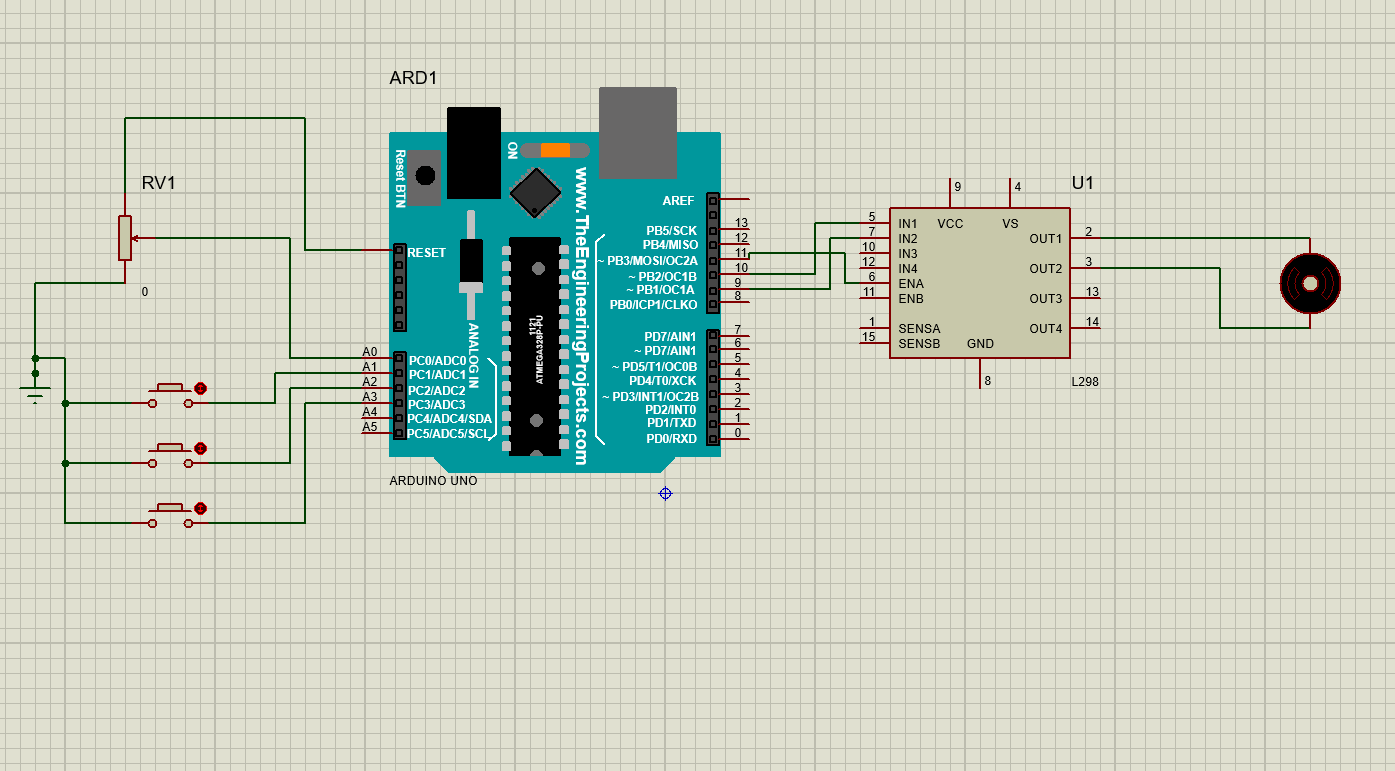 ARD1
RV1
0
Reset BTN
ON
www.TheEngineeringProjects.com
RESET
ANALOG IN
1121
ATMEGA328P-PU
A0 PC0/ADC0
A1 PC1/ADC1
A2 PC2/ADC2
A3 PC3/ADC3
A4 PC4/ADC4/SDA
A5 PC5/ADC5/SCL
AREF
PB5/SCK 13
PB4/MISO 12
~ PB3/MOSI/OC2A 11
~ PB2/OC1B 10
~ PB1/OC1A 9
PB0/ICP1/CLKO 8
PD7/AIN1 7
~ PD7/AIN1 6
~ PD5/T1/OC0B 5
PD4/T0/XCK 4
~ PD3/INT1/OC2B 3
PD2/INT0 2
PD1/TXD 1
PD0/RXD 0
ARDUINO UNO
U1
9 4
VCC VS
5 IN1
7 IN2
10 IN3
12 IN4
6 ENA
11 ENB
1 SENSA
15 SENSB
OUT1 2
OUT2 3
OUT3 13
OUT4 14
GND
8
L298